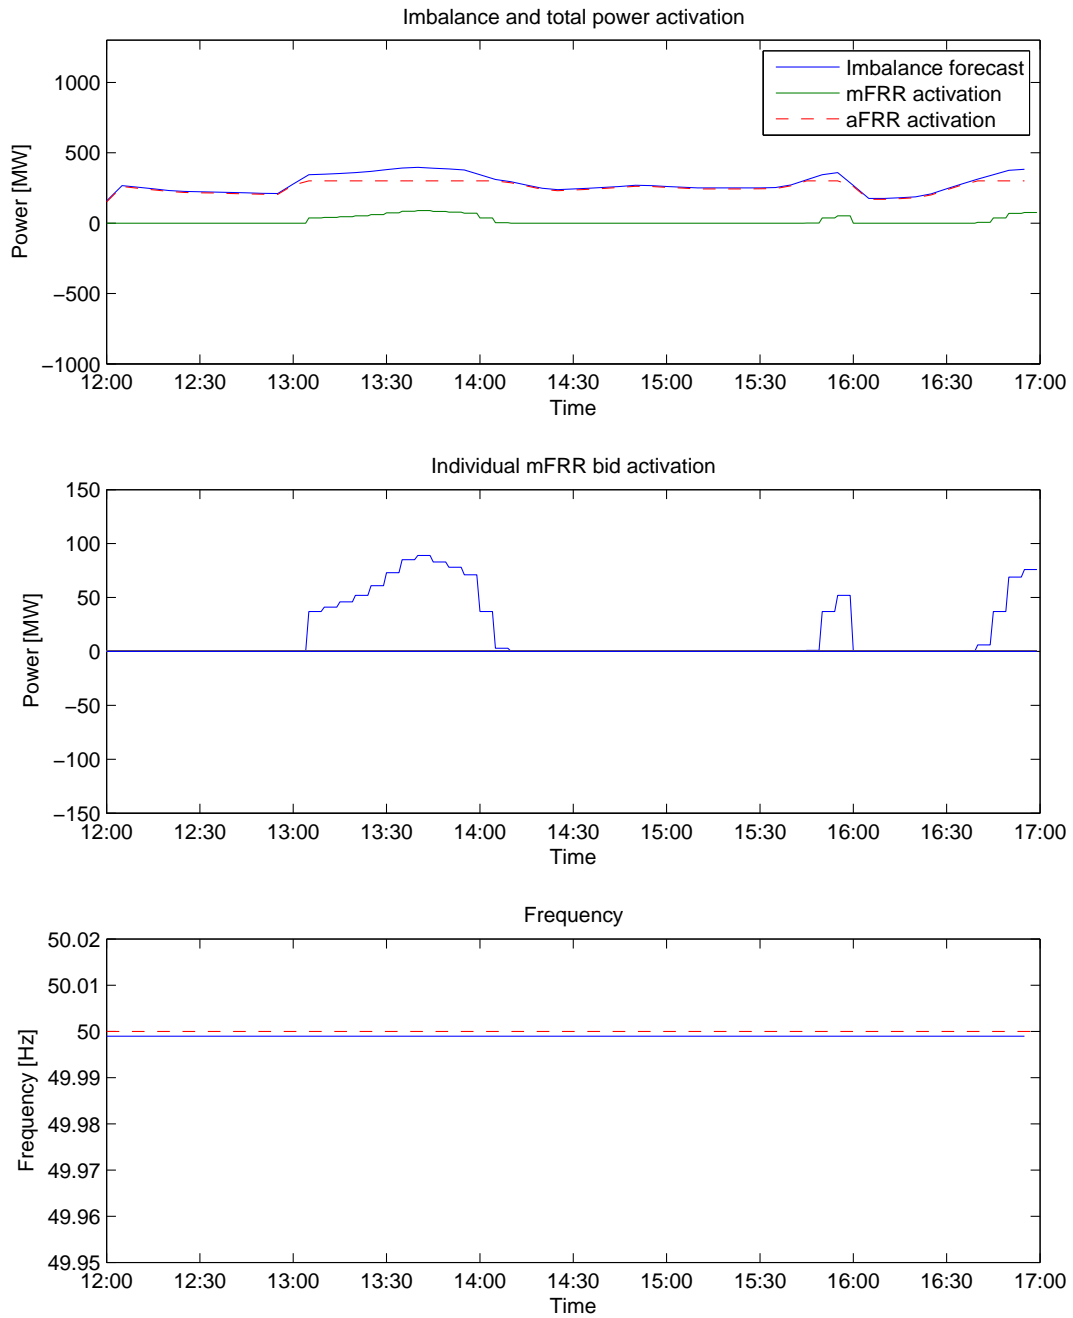 Imbalance and total power activation
Imbalance forecast
mFRR activation
aFRR activation
Power [MW]
1000
500
0
−500
−1000
12:00 12:30 13:00 13:30 14:00 14:30 15:00 15:30 16:00 16:30 17:00
Time
Individual mFRR bid activation
Power [MW]
150
100
50
0
−50
−100
−150
12:00 12:30 13:00 13:30 14:00 14:30 15:00 15:30 16:00 16:30 17:00
Time
Frequency
Frequency [Hz]
50.02
50.01
50
49.99
49.98
49.97
49.96
49.95
12:00 12:30 13:00 13:30 14:00 14:30 15:00 15:30 16:00 16:30 17:00
Time